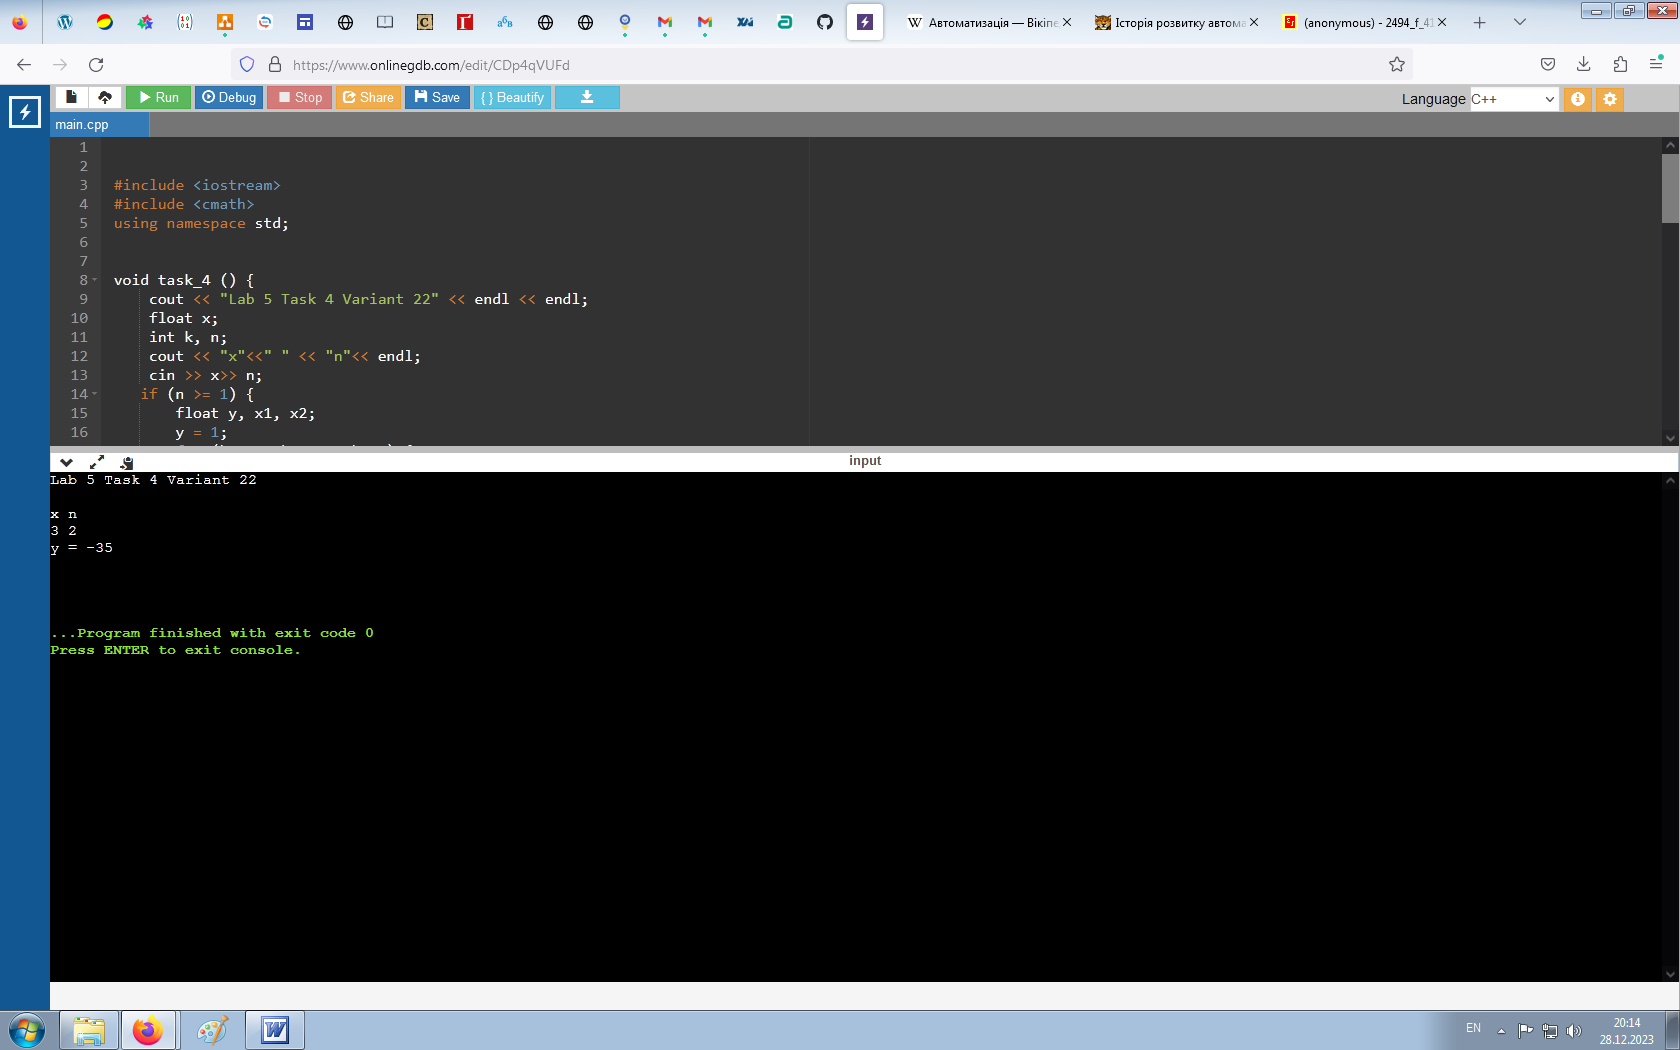 Автоматизація — Вікіпе
Історія розвитку автома
(anonymous) - 2494_f_41
https://www.onlinegdb.com/edit/CDp4qVUFd
Run
Debug
Stop
Share
Save
{ } Beautify
Language C++
main.cpp
1
2
3 #include <iostream>
4 #include <cmath>
5 using namespace std;
6
7
8 void task_4 () {
9 cout << "Lab 5 Task 4 Variant 22" << endl << endl;
10 float x;
11 int k, n;
12 cout << "x"<<" " << "n"<< endl;
13 cin >> x>> n;
14 if (n >= 1) {
15 float y, x1, x2;
16 y = 1;
input
Lab 5 Task 4 Variant 22
x n
3 2
y = -35
...Program finished with exit code 0
Press ENTER to exit console.
EN
20:14
28.12.2023